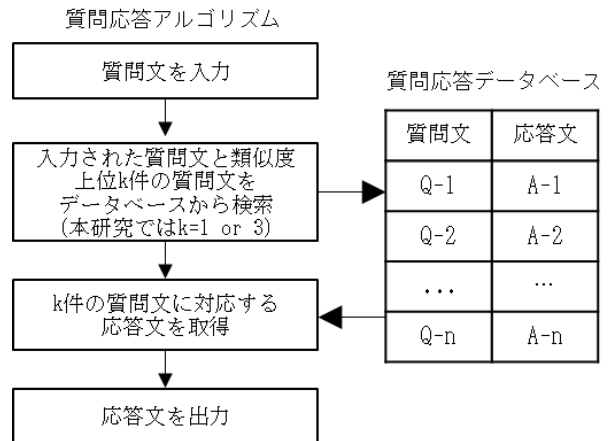 質問応答アルゴリズム
質問文を入力
入力された質問文と類似度
上位k件の質問文を
データベースから検索
(本研究ではk=1 or 3)
k件の質問文に対応する
応答文を取得
応答文を出力
質問応答データベース
質問文 応答文
Q-1 A-1
Q-2 A-2
... ...
Q-n A-n